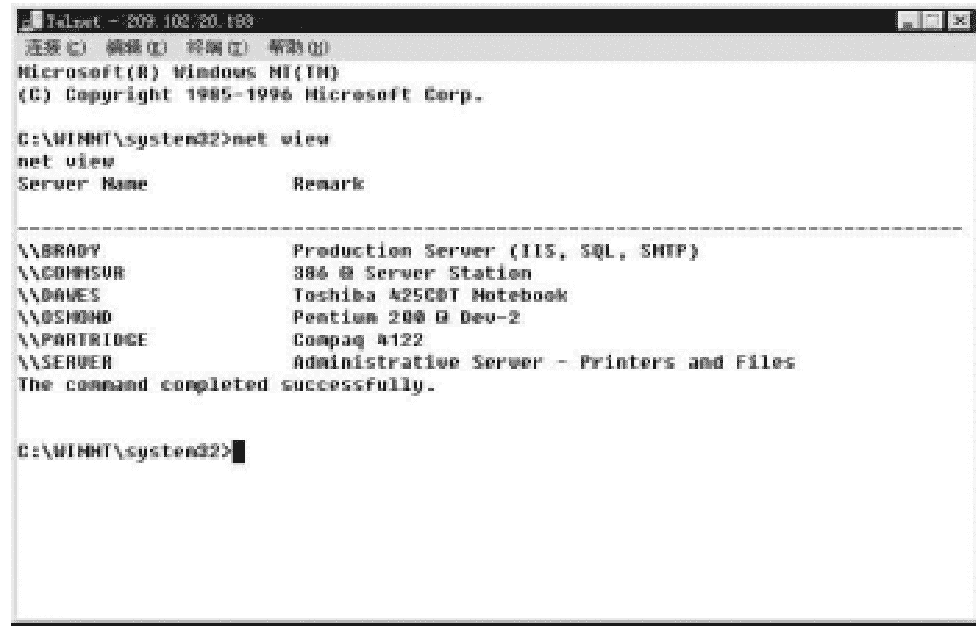 Telnet - 209.102.20.193
连接(C) 编辑(E) 终端(T) 帮助(H)
Microsoft(R) Windows NT(TM)
(C) Copyright 1985-1996 Microsoft Corp.
C:\WINNT\system32>net view
net view
Server Name Remark
\\BRADY Production Server (IIS, SQL, SMTP)
\\COMMSVR 386 @ Server Station
\\DAVES Toshiba 425CDT Notebook
\\OSMOND Pentium 200 @ Dev-2
\\PARTRIDGE Compaq 4122
\\SERVER Administrative Server - Printers and Files
The command completed successfully.
C:\WINNT\system32>